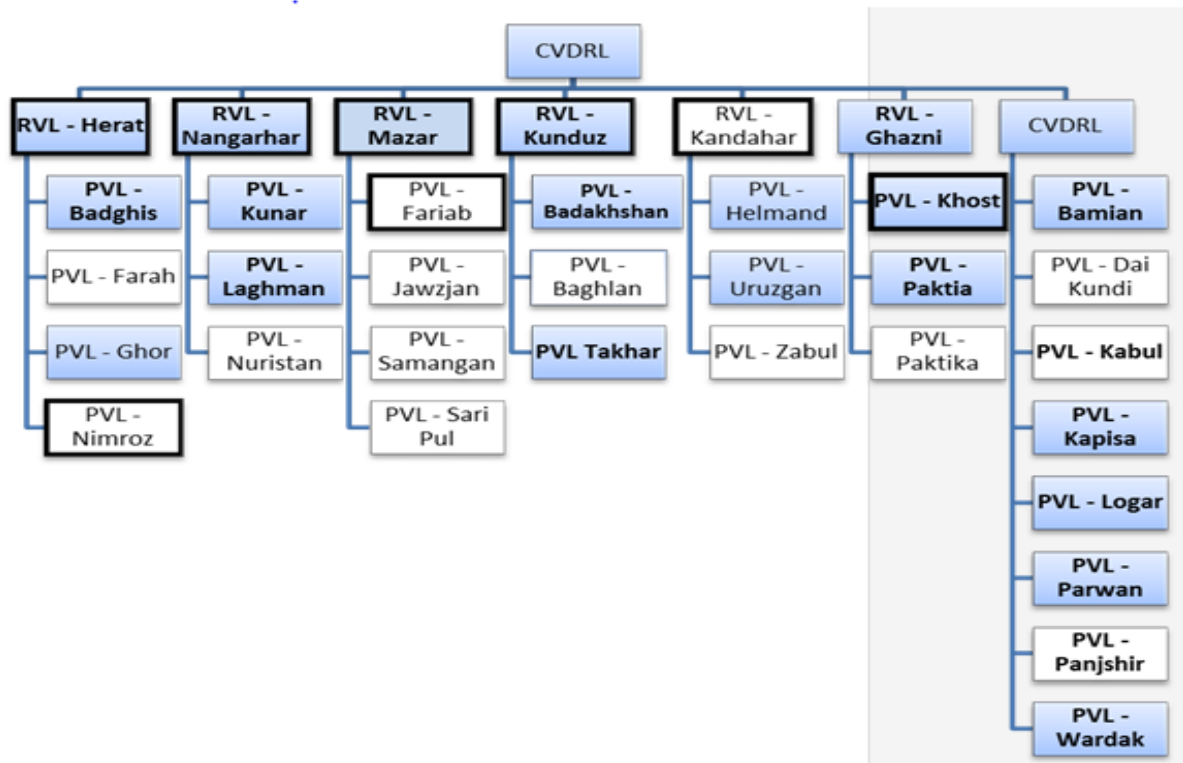 CVDRL
RVL - Herat
PVL -
Badghis
PVL - Farah
PVL - Ghor
PVL -
Nimroz
RVL -
Nangarhar
PVL -
Kunar
PVL -
Laghman
PVL -
Nuristan
RVL -
Mazar
PVL -
Fariab
PVL -
Jawzjan
PVL -
Samangan
PVL - Sari
Pul
RVL -
Kunduz
PVL -
Badakhshan
PVL -
Baghlan
PVL Takhar
RVL -
Kandahar
PVL -
Helmand
PVL -
Uruzgan
PVL - Zabul
RVL -
Ghazni
PVL - Khost
PVL -
Paktia
PVL -
Paktika
CVDRL
PVL -
Bamian
PVL - Dai
Kundi
PVL - Kabul
PVL -
Kapisa
PVL - Logar
PVL -
Parwan
PVL -
Panjshir
PVL -
Wardak